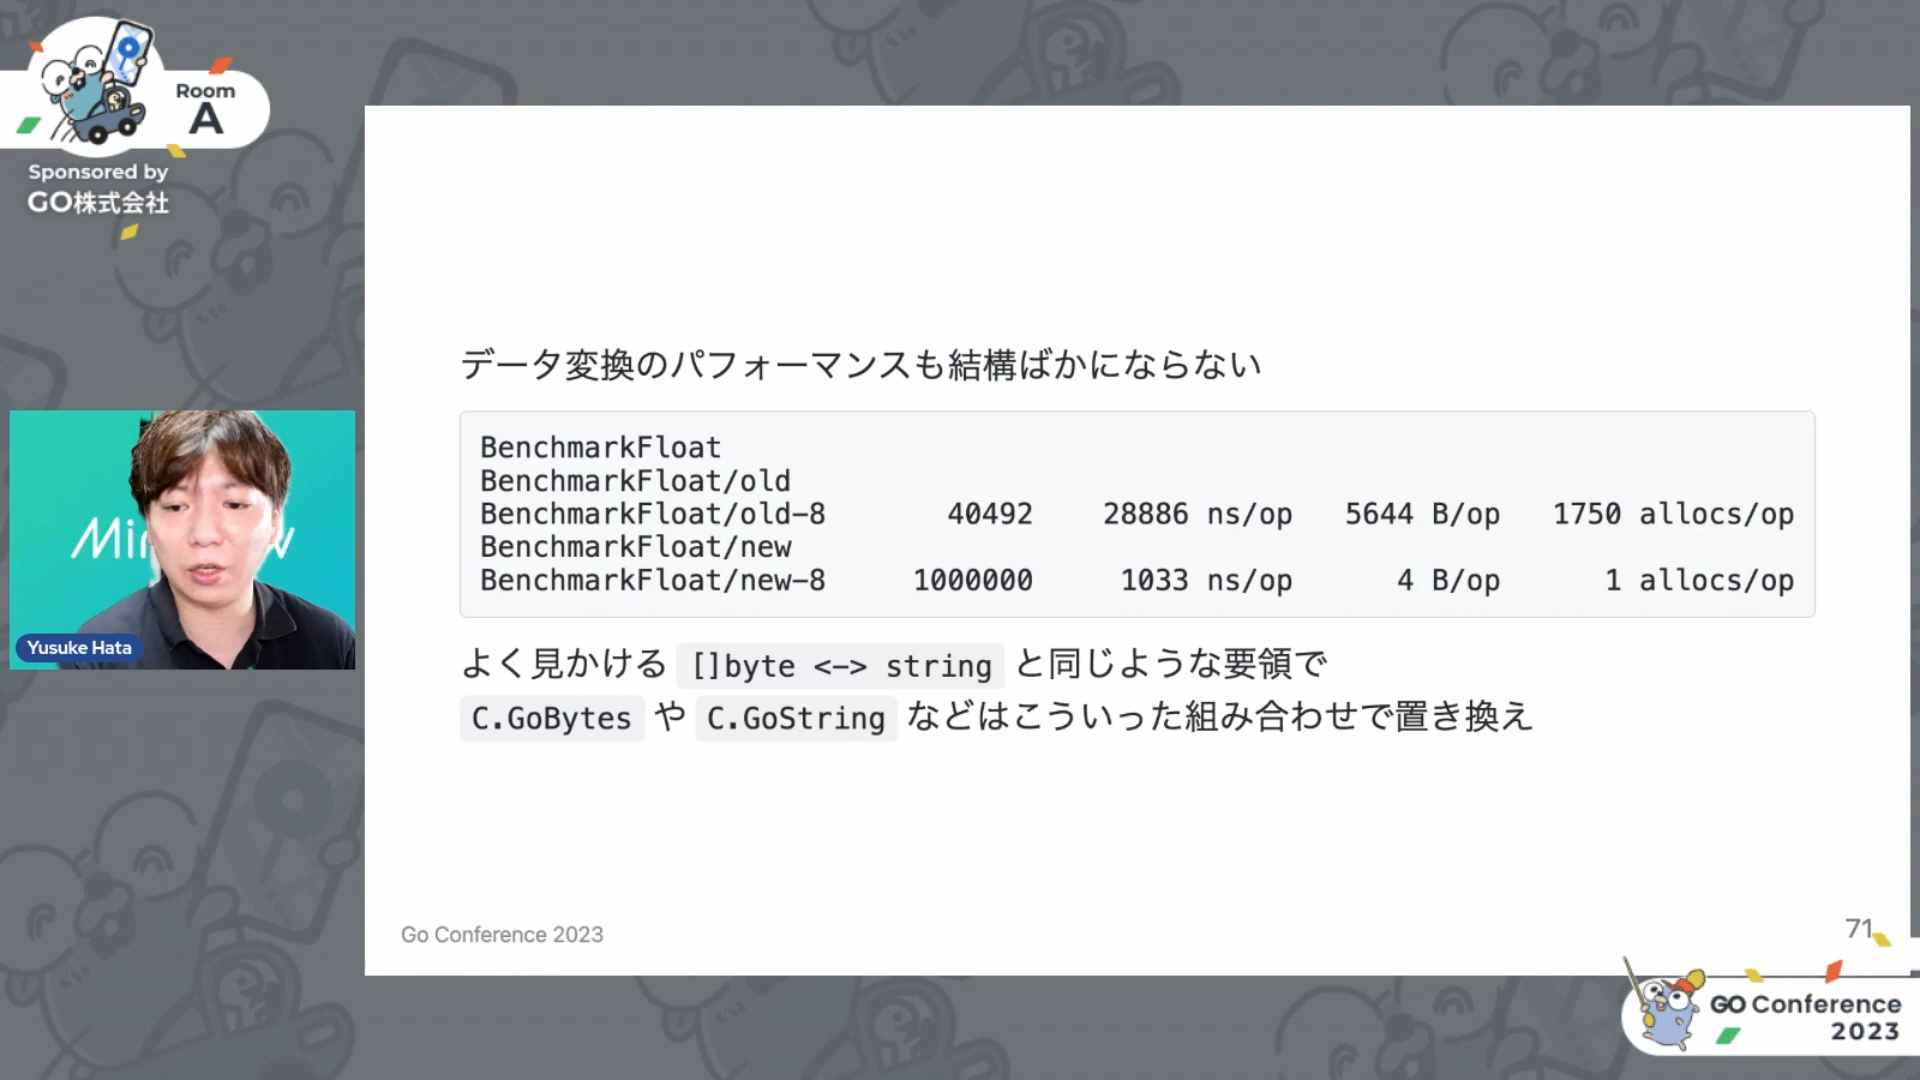 Room
A
Sponsored by
GO株式会社
データ変換のパフォーマンスも結構ばかにならない
BenchmarkFloat
BenchmarkFloat/old
BenchmarkFloat/old-8 40492 28886 ns/op 5644 B/op 1750 allocs/op
BenchmarkFloat/new
BenchmarkFloat/new-8 1000000 1033 ns/op 4 B/op 1 allocs/op
よく見かける []byte <-> string と同じような要領で
C.GoBytes や C.GoString などはこういった組み合わせで置き換え
Yusuke Hata
Go Conference 2023
71
GO Conference
2023